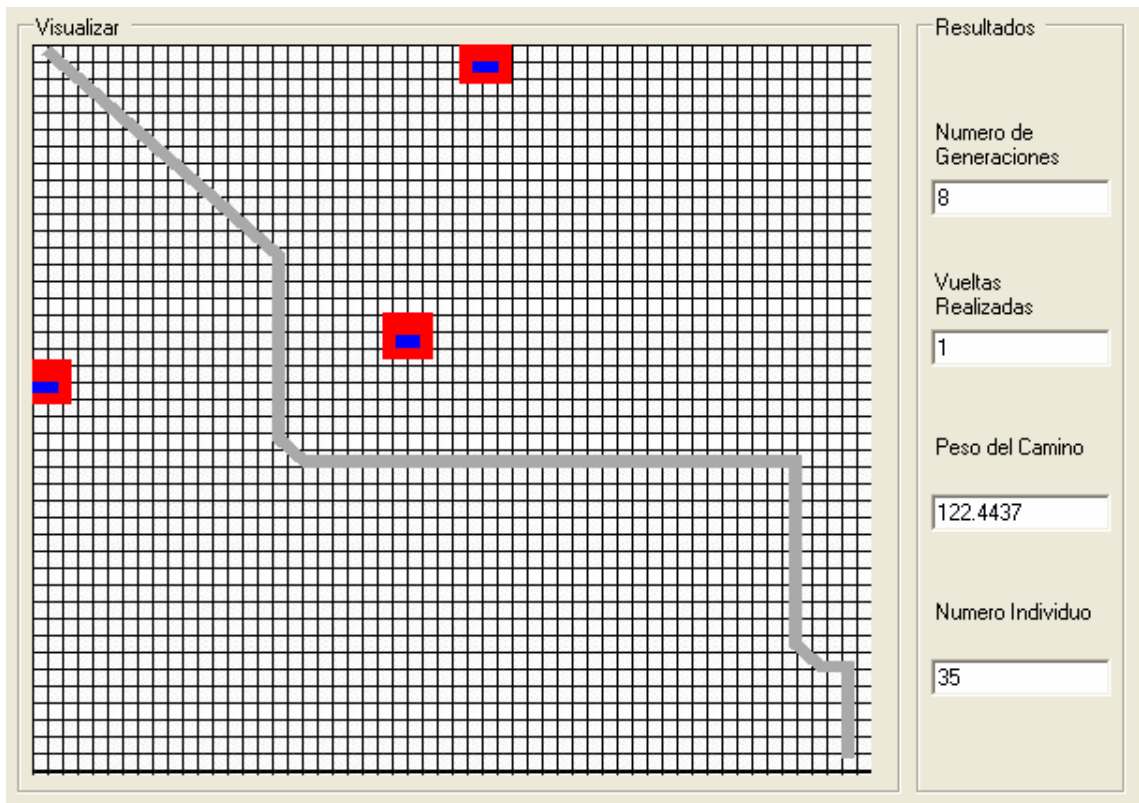 Visualizar
Resultados
Numero de
Generaciones
8
Vueltas
Realizadas
1
Peso del Camino
122.4437
Numero Individuo
35